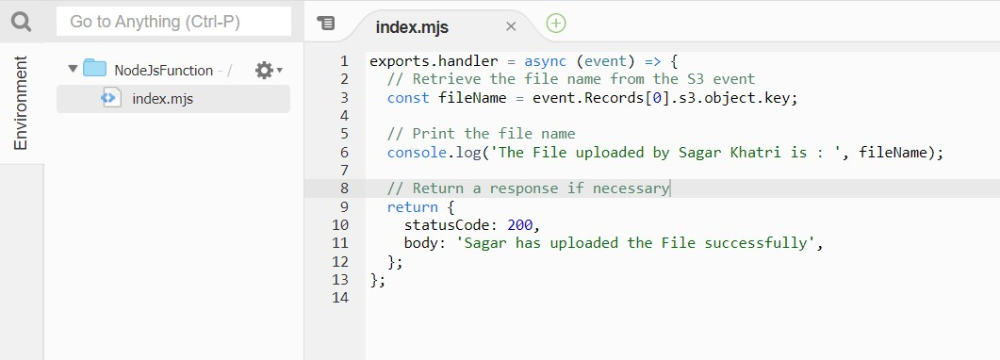 Go to Anything (Ctrl-P)
Environment
NodeJsFunction - /
index.mjs
index.mjs
1 exports.handler = async (event) => {
2   // Retrieve the file name from the S3 event
3   const fileName = event.Records[0].s3.object.key;
4
5   // Print the file name
6   console.log('The File uploaded by Sagar Khatri is : ', fileName);
7
8   // Return a response if necessary
9   return {
10     statusCode: 200,
11     body: 'Sagar has uploaded the File successfully',
12   };
13 };
14